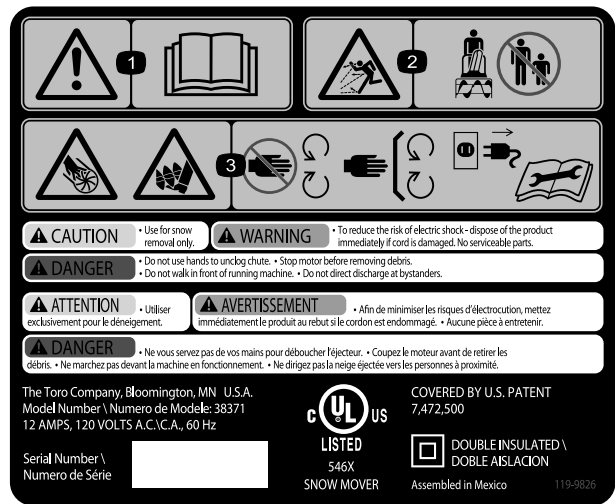 1
2
3
CAUTION
• Use for snow
removal only.
WARNING
• To reduce the risk of electric shock - dispose of the product
immediately if cord is damaged. No serviceable parts.
DANGER
• Do not use hands to unclog chute. • Stop motor before removing debris.
• Do not walk in front of running machine. • Do not direct discharge at bystanders.
ATTENTION
• Utiliser
exclusivement pour le déneigement.
AVERTISSEMENT
• Afin de minimiser les risques d'électrocution, mettez
immédiatement le produit au rebut si le cordon est endommagé. • Aucune pièce à entretenir.
DANGER
• Ne vous servez pas de vos mains pour déboucher l'éjecteur. • Coupez le moteur avant de retirer les
débris. • Ne marchez pas devant la machine en fonctionnement. • Ne dirigez pas la neige éjectée vers les personnes à proximité.
The Toro Company, Bloomington, MN U.S.A.
Model Number \ Numero de Modele: 38371
12 AMPS, 120 VOLTS A.C.\C.A., 60 Hz
Serial Number \
Numero de Série
C UL US
LISTED
546X
SNOW MOVER
COVERED BY U.S. PATENT
7,472,500
DOUBLE INSULATED \
DOBLE AISLACION
Assembled in Mexico
119-9826